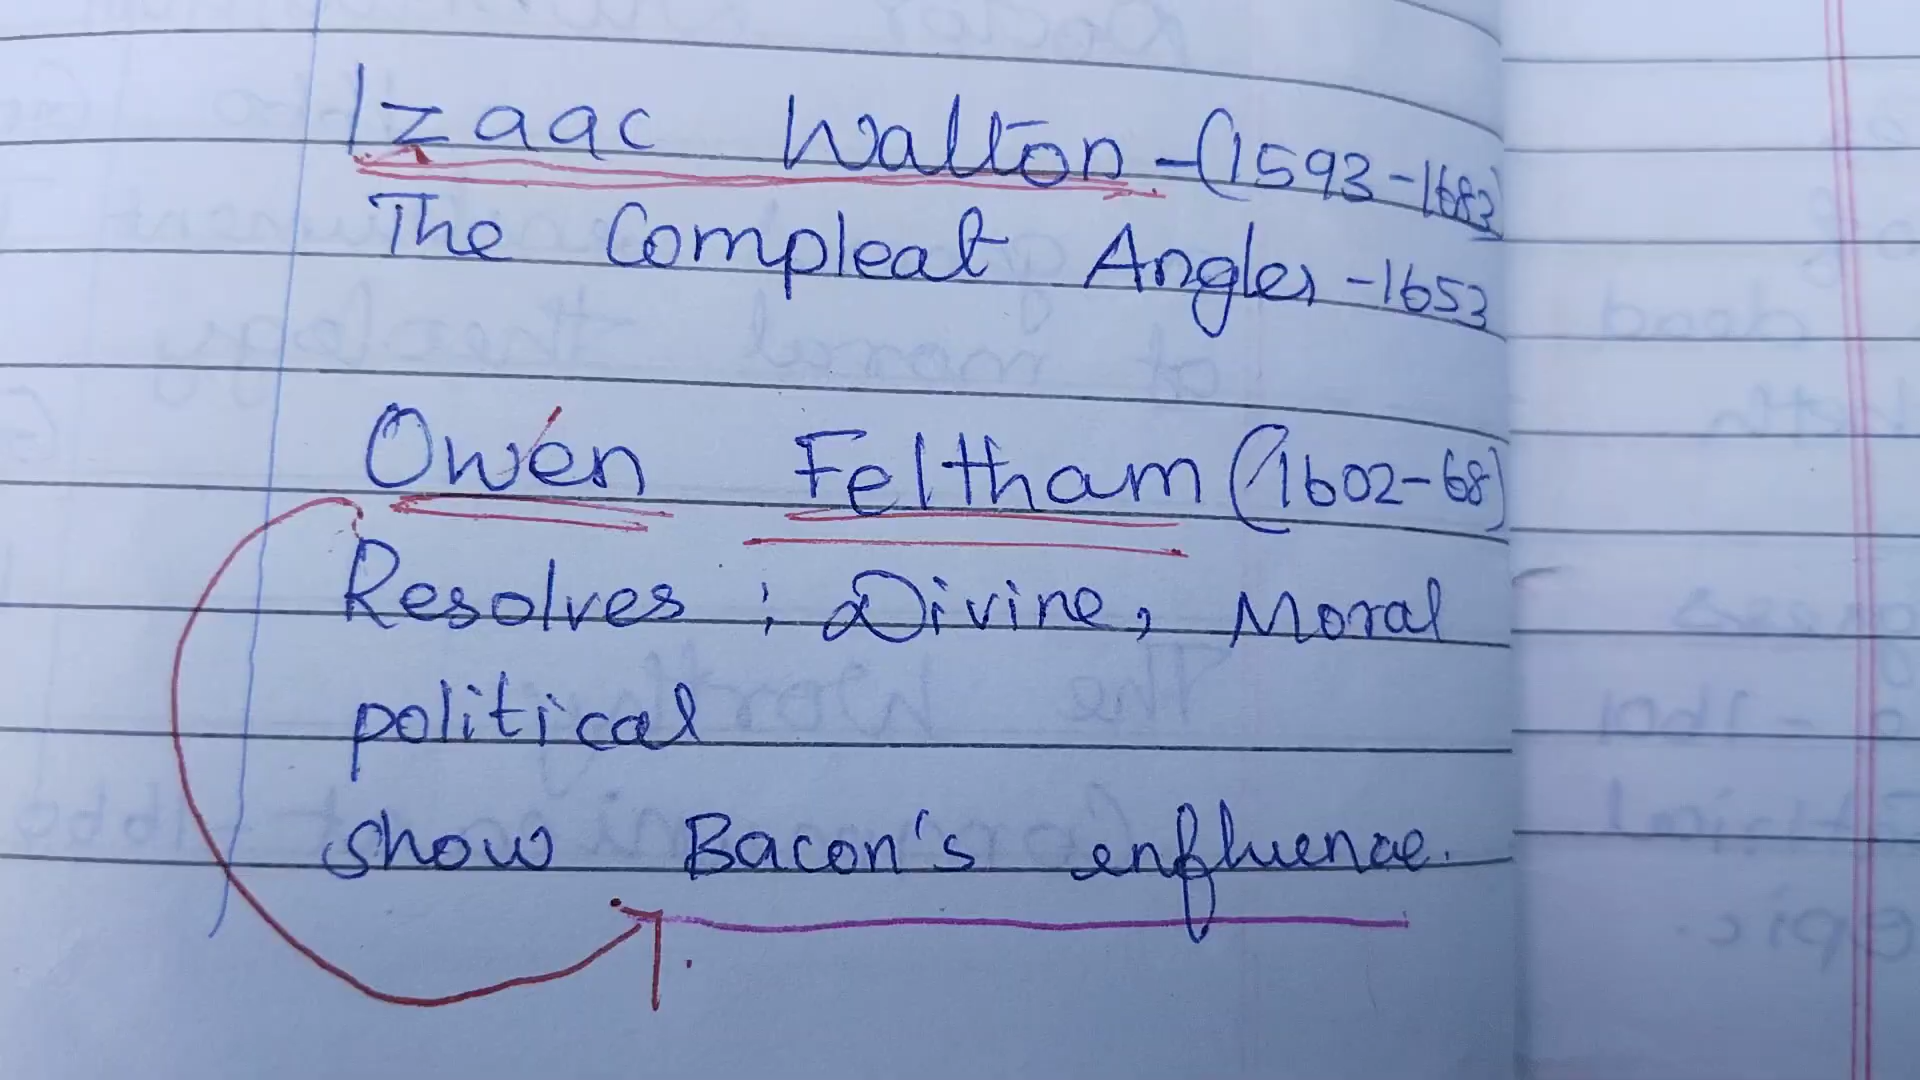 Izaac Walton - (1593-1683)
The Compleat Angler - 1653
Owen Feltham (1602-68)
Resolves ; Divine, Moral
political
show Bacon's enfluence.